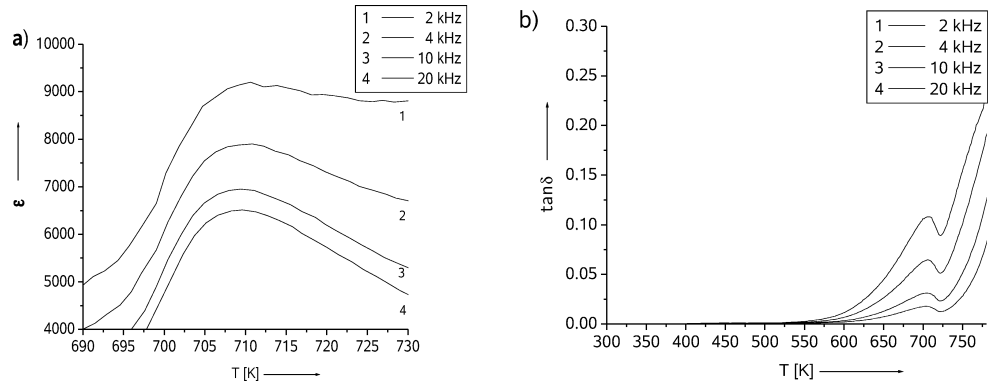 a)
1 2 kHz
2 4 kHz
3 10 kHz
4 20 kHz
10000
9000
8000
7000
6000
5000
4000
ε
1
2
3
4
690 695 700 705 710 715 720 725 730
T [K]
b)
1 2 kHz
2 4 kHz
3 10 kHz
4 20 kHz
0.30
0.25
0.20
0.15
0.10
0.05
0.00
tanδ
300 350 400 450 500 550 600 650 700 750
T [K]